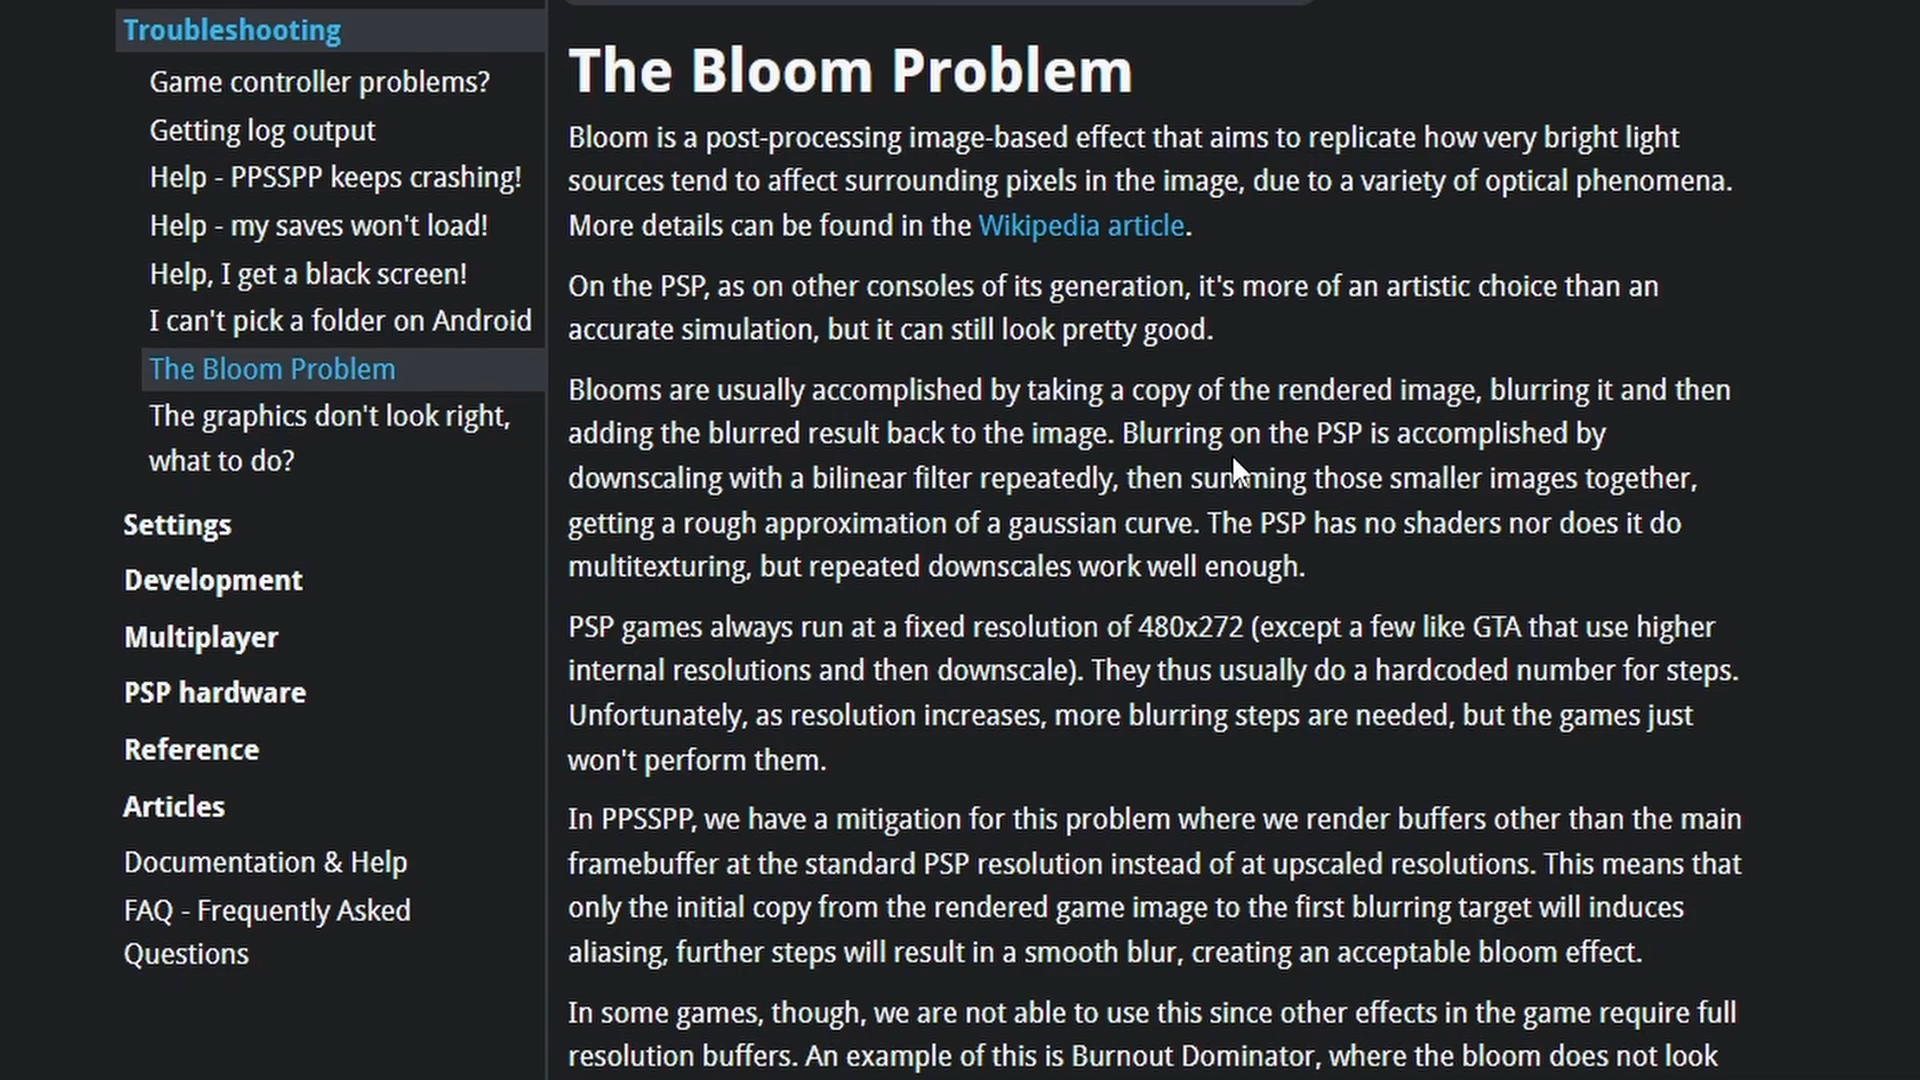 Troubleshooting
Game controller problems?
Getting log output
Help - PPSSPP keeps crashing!
Help - my saves won't load!
Help, I get a black screen!
I can't pick a folder on Android
The Bloom Problem
The graphics don't look right,
what to do?
Settings
Development
Multiplayer
PSP hardware
Reference
Articles
Documentation & Help
FAQ - Frequently Asked
Questions
The Bloom Problem
Bloom is a post-processing image-based effect that aims to replicate how very bright light
sources tend to affect surrounding pixels in the image, due to a variety of optical phenomena.
More details can be found in the Wikipedia article.
On the PSP, as on other consoles of its generation, it's more of an artistic choice than an
accurate simulation, but it can still look pretty good.
Blooms are usually accomplished by taking a copy of the rendered image, blurring it and then
adding the blurred result back to the image. Blurring on the PSP is accomplished by
downscaling with a bilinear filter repeatedly, then summing those smaller images together,
getting a rough approximation of a gaussian curve. The PSP has no shaders nor does it do
multitexturing, but repeated downscales work well enough.
PSP games always run at a fixed resolution of 480x272 (except a few like GTA that use higher
internal resolutions and then downscale). They thus usually do a hardcoded number for steps.
Unfortunately, as resolution increases, more blurring steps are needed, but the games just
won't perform them.
In PPSSPP, we have a mitigation for this problem where we render buffers other than the main
framebuffer at the standard PSP resolution instead of at upscaled resolutions. This means that
only the initial copy from the rendered game image to the first blurring target will induces
aliasing, further steps will result in a smooth blur, creating an acceptable bloom effect.
In some games, though, we are not able to use this since other effects in the game require full
resolution buffers. An example of this is Burnout Dominator, where the bloom does not look